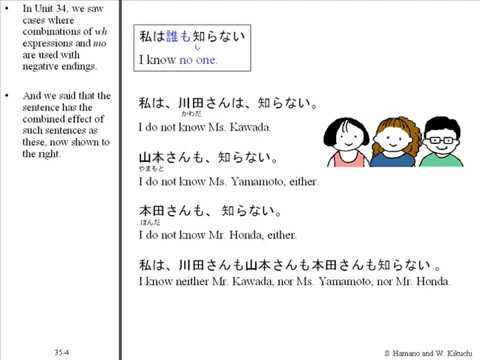 In Unit 34, we saw
cases where
combinations of wh
expressions and mo
are used with
negative endings.
And we said that the
sentence has the
combined effect of
such sentences as
these, now shown to
the right.
私は誰も知らない
し
I know no one.
私は、川田さんは、知らない。
かわだ
I do not know Ms. Kawada.
山本さんも、知らない。
やまもと
I do not know Ms. Yamamoto, either.
本田さんも、知らない。
ほんだ
I do not know Mr. Honda, either.
私は、川田さんも山本さんも本田さんも知らない 。
I know neither Mr. Kawada, nor Ms. Yamamoto, nor Mr. Honda.
35-4
© Hamano and W. Kikuchi